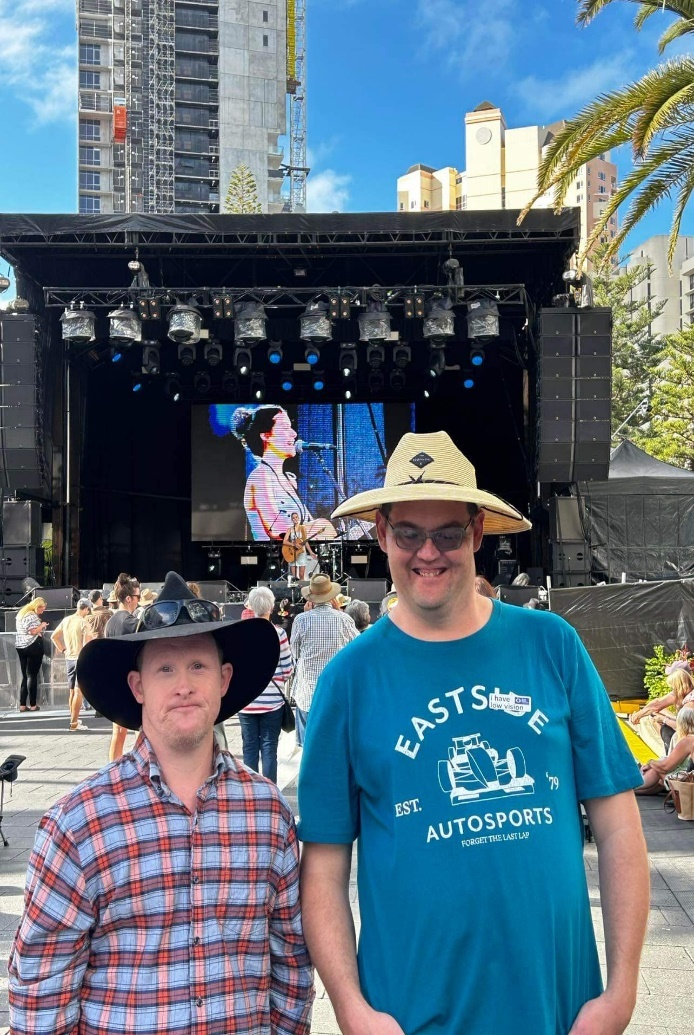 EASTSIDE
i have
low vision
EST.
'79
AUTOSPORTS
FORGET THE LAST LAP